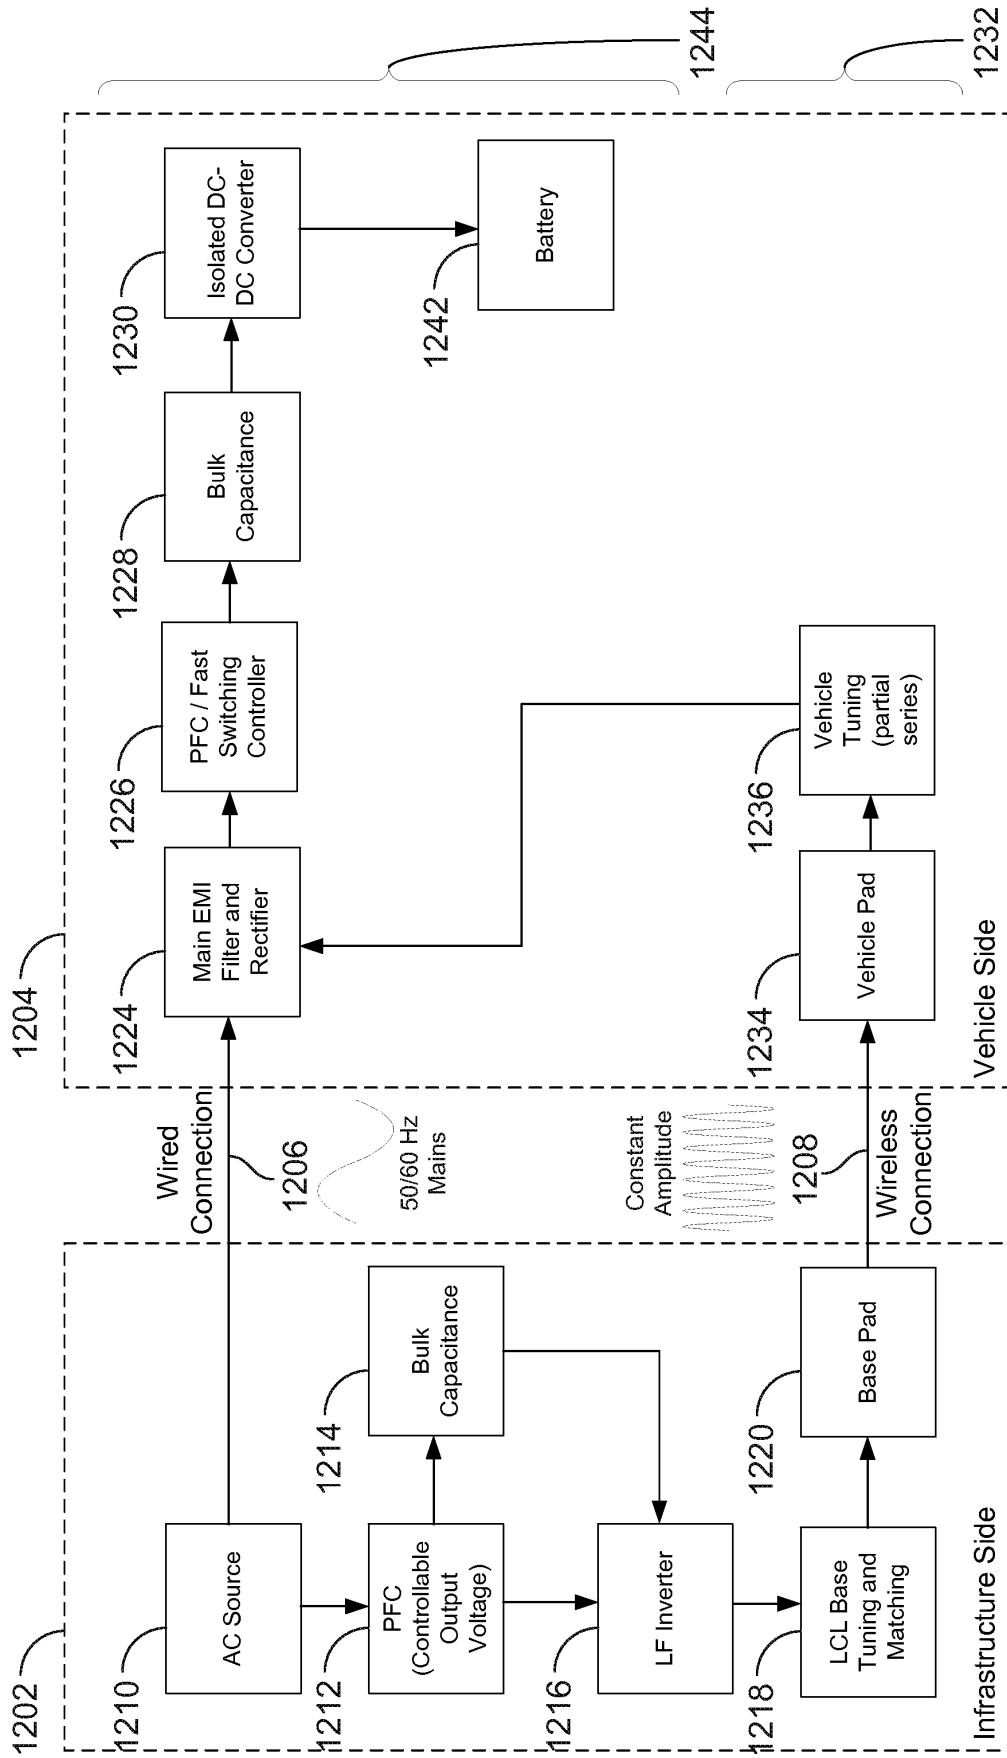 1202
1204
1210
AC Source
1212
PFC
(Controllable
Output
Voltage)
1214
Bulk
Capacitance
1216
LF Inverter
1218
LCL Base
Tuning and
Matching
1220
Base Pad
Infrastructure Side
Wired
Connection
1206
50/60 Hz
Mains
Constant
Amplitude
1208
Wireless
Connection
1224
Main EMI
Filter and
Rectifier
1226
PFC / Fast
Switching
Controller
1228
Bulk
Capacitance
1230
Isolated DC-
DC Converter
1242
Battery
1234
Vehicle Pad
1236
Vehicle
Tuning
(partial
series)
Vehicle Side
1244
1232